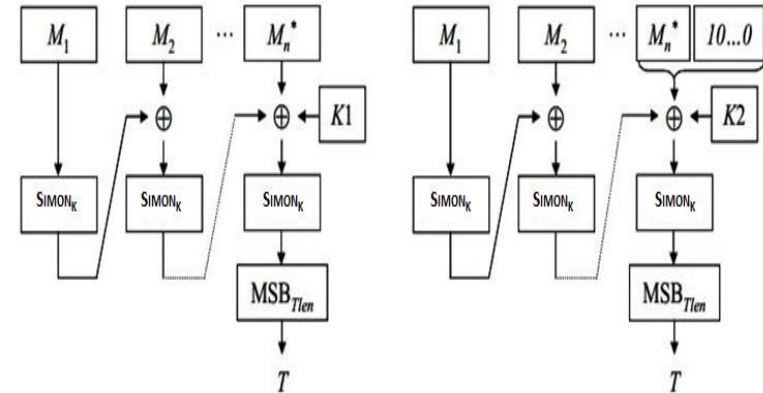 M1 M2 ... Mn* M1 M2 ... Mn* 10...0
⊕ ⊕ K1 ⊕ ⊕ K2
SIMONK SIMONK SIMONK SIMONK SIMONK SIMONK
MSBTlen MSBTlen
T T